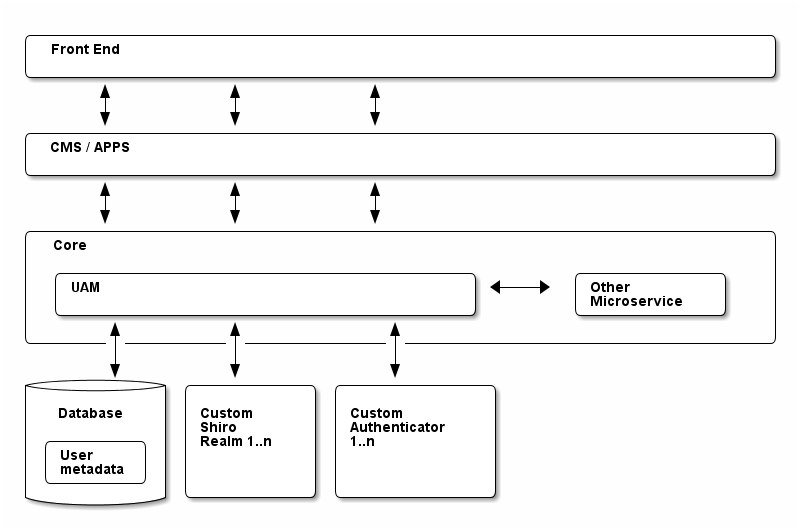 Front End
CMS / APPS
Core
UAM
Other
Microservice
Database
User
metadata
Custom
Shiro
Realm 1..n
Custom
Authenticator
1..n